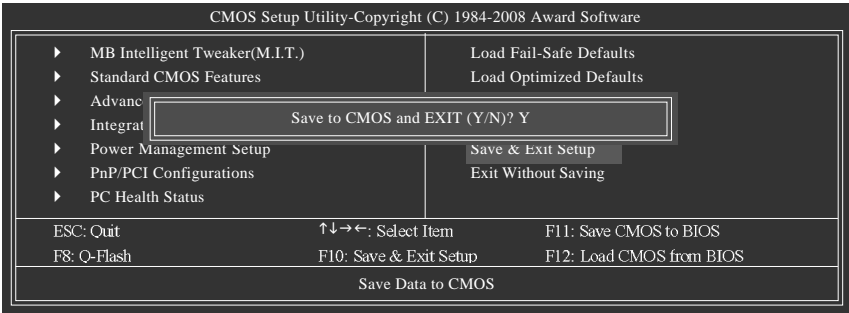 CMOS Setup Utility-Copyright (C) 1984-2008 Award Software
MB Intelligent Tweaker(M.I.T.)
Load Fail-Safe Defaults
Standard CMOS Features
Load Optimized Defaults
Advanc
Save to CMOS and EXIT (Y/N)? Y
Integrat
Power Management Setup
Save & Exit Setup
PnP/PCI Configurations
Exit Without Saving
PC Health Status
ESC: Quit
↑↓→←: Select Item
F11: Save CMOS to BIOS
F8: Q-Flash
F10: Save & Exit Setup
F12: Load CMOS from BIOS
Save Data to CMOS